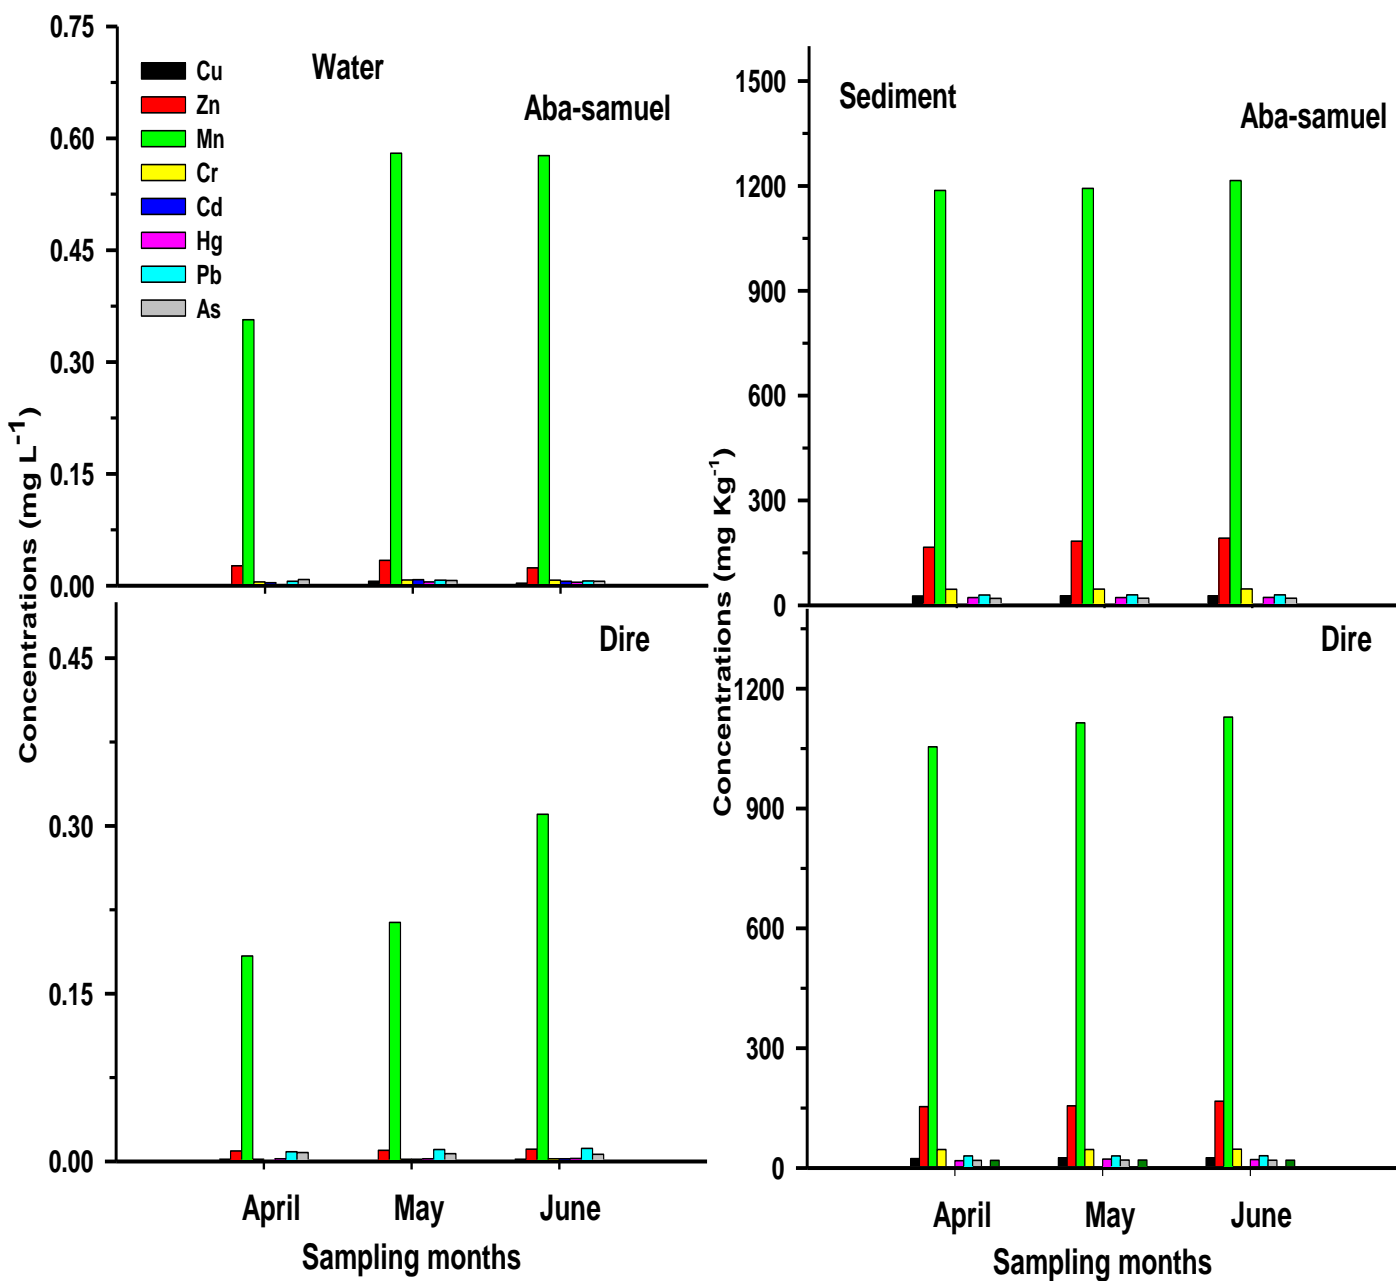 Water
Aba-samuel
Cu
Zn
Mn
Cr
Cd
Hg
Pb
As
0.75
0.60
0.45
0.30
0.15
0.00
Dire
0.45
0.30
0.15
0.00
Concentrations (mg L⁻¹)
April May June
Sampling months
Sediment
Aba-samuel
1500
1200
900
600
300
0
Dire
1200
900
600
300
0
Concentrations (mg Kg⁻¹)
April May June
Sampling months